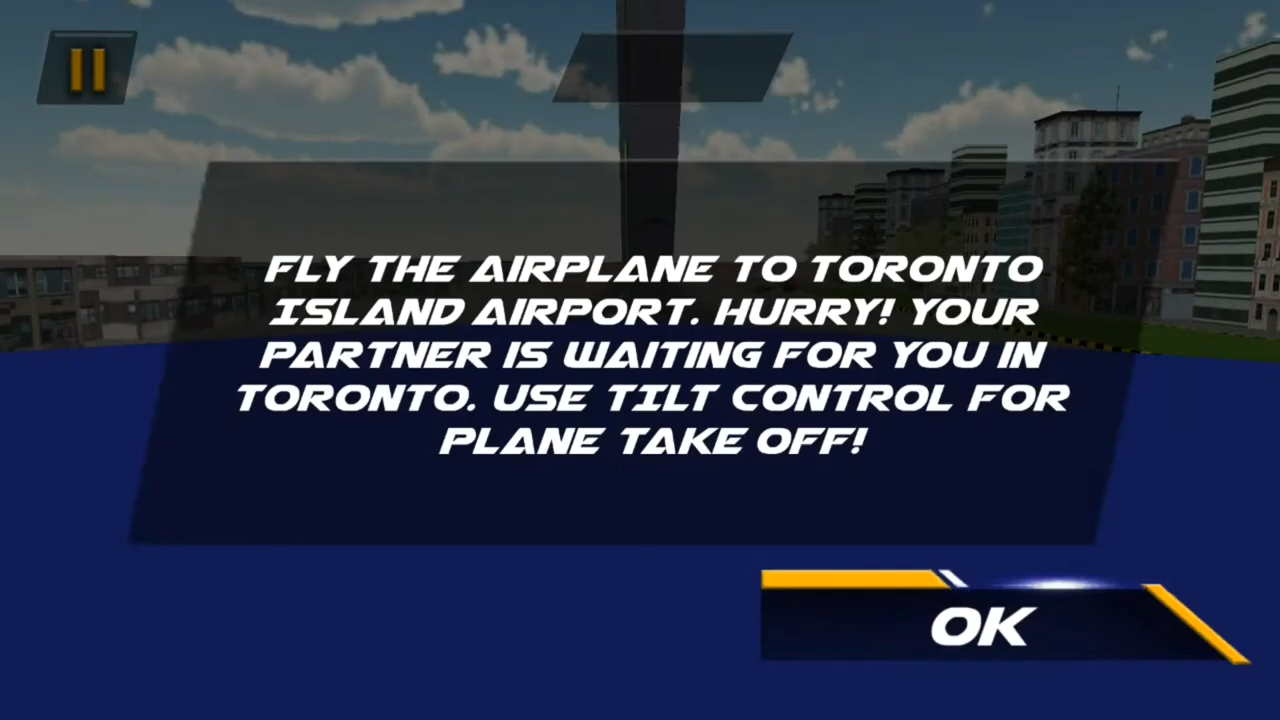 FLY THE AIRPLANE TO TORONTO
ISLAND AIRPORT. HURRY! YOUR
PARTNER IS WAITING FOR YOU IN
TORONTO. USE TILT CONTROL FOR
PLANE TAKE OFF!
OK